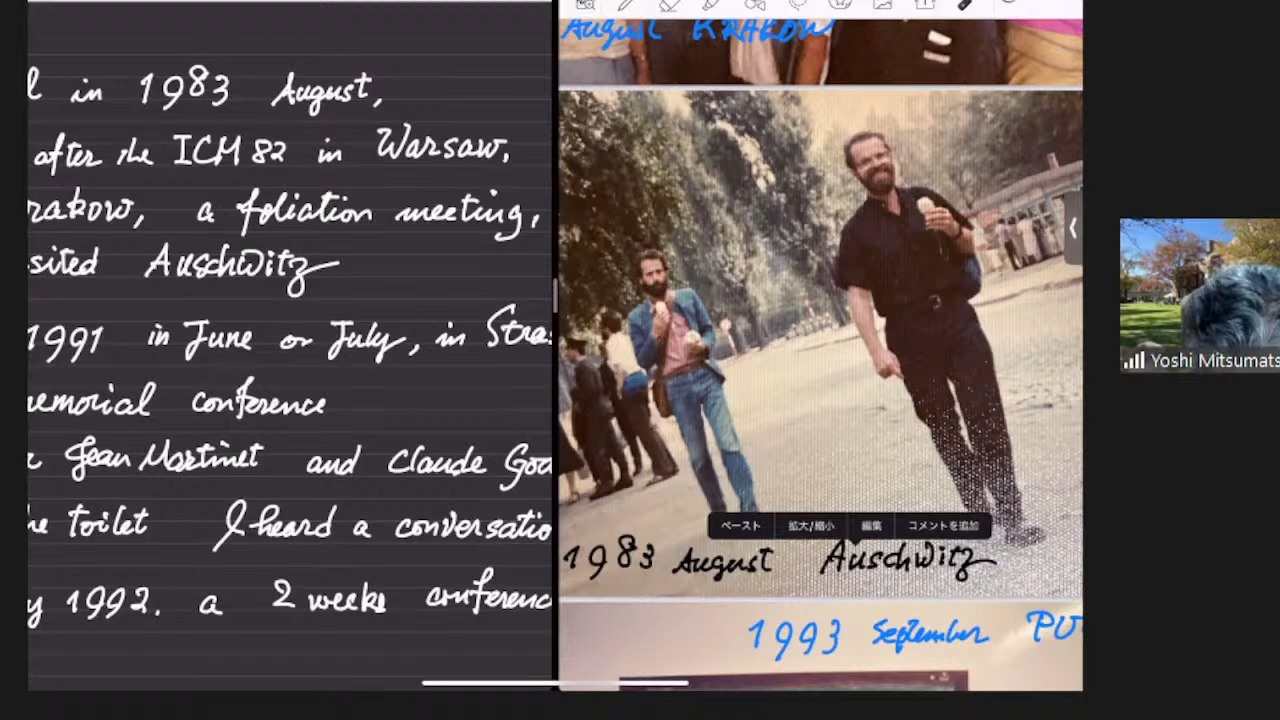 l in 1983 August,
after the ICM 82 in Warsaw.
rakow, a foliation meeting,
sited Auschwitz
1991 in June or July, in Stras
emorial conference
r Jean Martinet and Claude God
he toilet I heard a conversatio
y 1992. a 2 weeks conferenc
August KRAKOW
ペースト 拡大/縮小 編集 コメントを追加
1983 August Auschwitz
1993 September PU
Yoshi Mitsumats